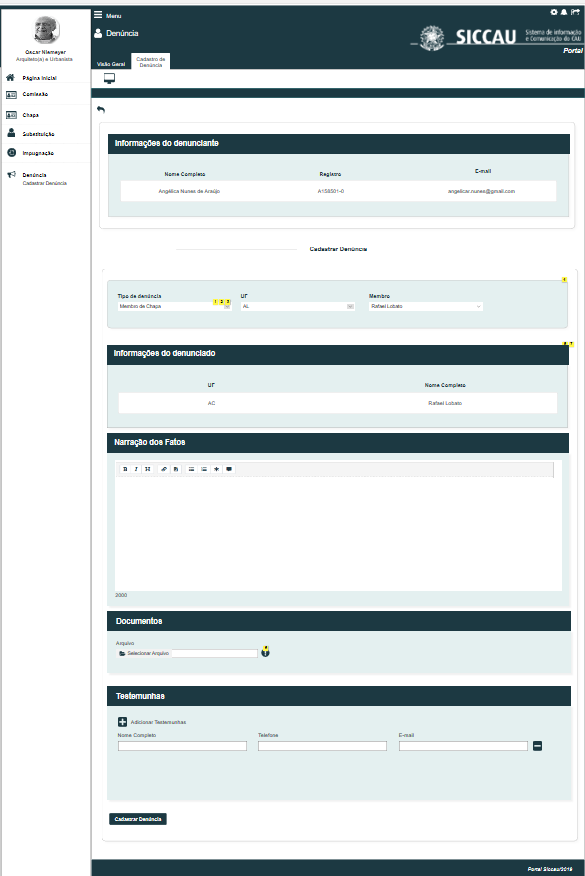 Menu
Denúncia
SICCAU
Sistema de Informação
e Comunicação do CAU
Portal
Visão Geral
Cadastro de
Denúncia
Oscar Niemeyer
Arquiteto(a) e Urbanista
Página Inicial
Comissão
Chapa
Substituição
Impugnação
Denúncia
Cadastrar Denúncia
Informações do denunciante
Nome Completo Registro E-mail
Angélica Nunes de Araújo A158501-0 angelicar.nunes@gmail.com
Cadastrar Denúncia
Tipo de denúncia UF Membro
Membro de Chapa 1 2 3 AL Rafael Lobato
Informações do denunciado
UF Nome Completo
AC Rafael Lobato
Narração dos Fatos
B I
2000
Documentos
Arquivo
Selecionar Arquivo
Testemunhas
Adicionar Testemunhas
Nome Completo Telefone E-mail
Cadastrar Denúncia
Portal Siccau/2019